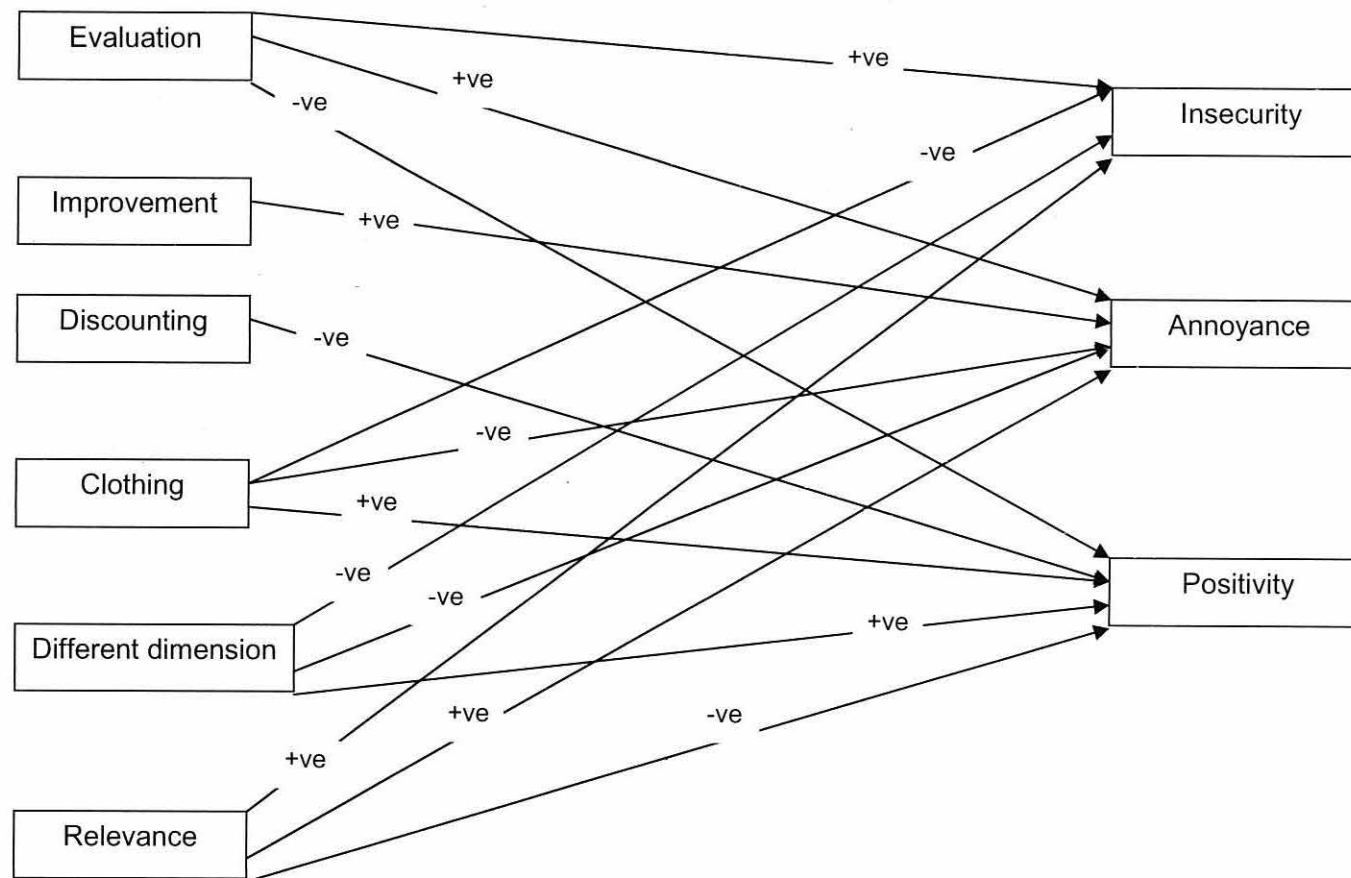 Evaluation
+ve
+ve
-ve
Insecurity
-ve
Improvement
+ve
Discounting
-ve
Annoyance
Clothing
-ve
+ve
-ve
-ve
Positivity
Different dimension
+ve
+ve
-ve
+ve
Relevance